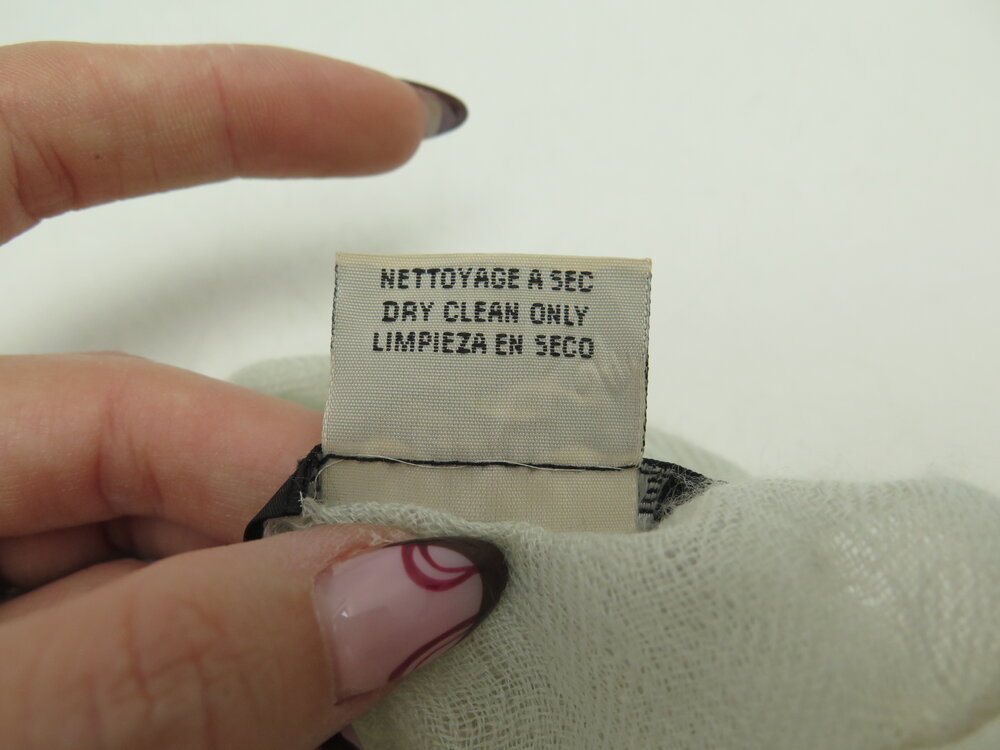 NETTOYAGE A SEC
DRY CLEAN ONLY
LIMPIEZA EN SECO